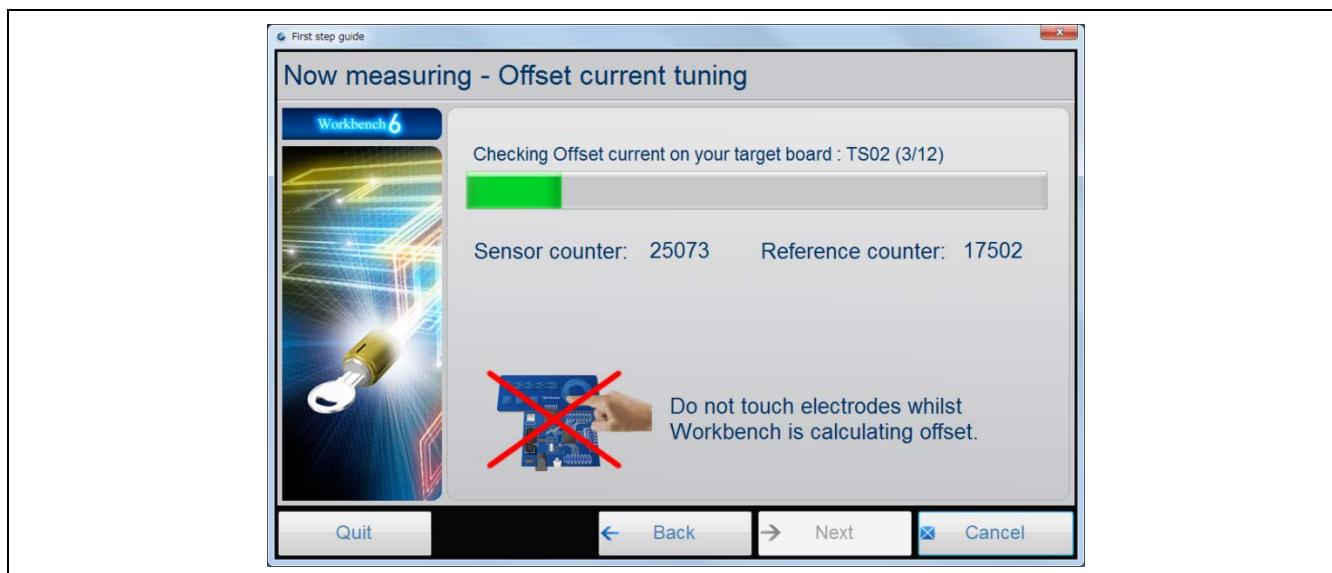 First step guide
Now measuring - Offset current tuning
Workbench 6
Checking Offset current on your target board : TS02 (3/12)
Sensor counter: 25073 Reference counter: 17502
Do not touch electrodes whilst
Workbench is calculating offset.
Quit Back Next Cancel